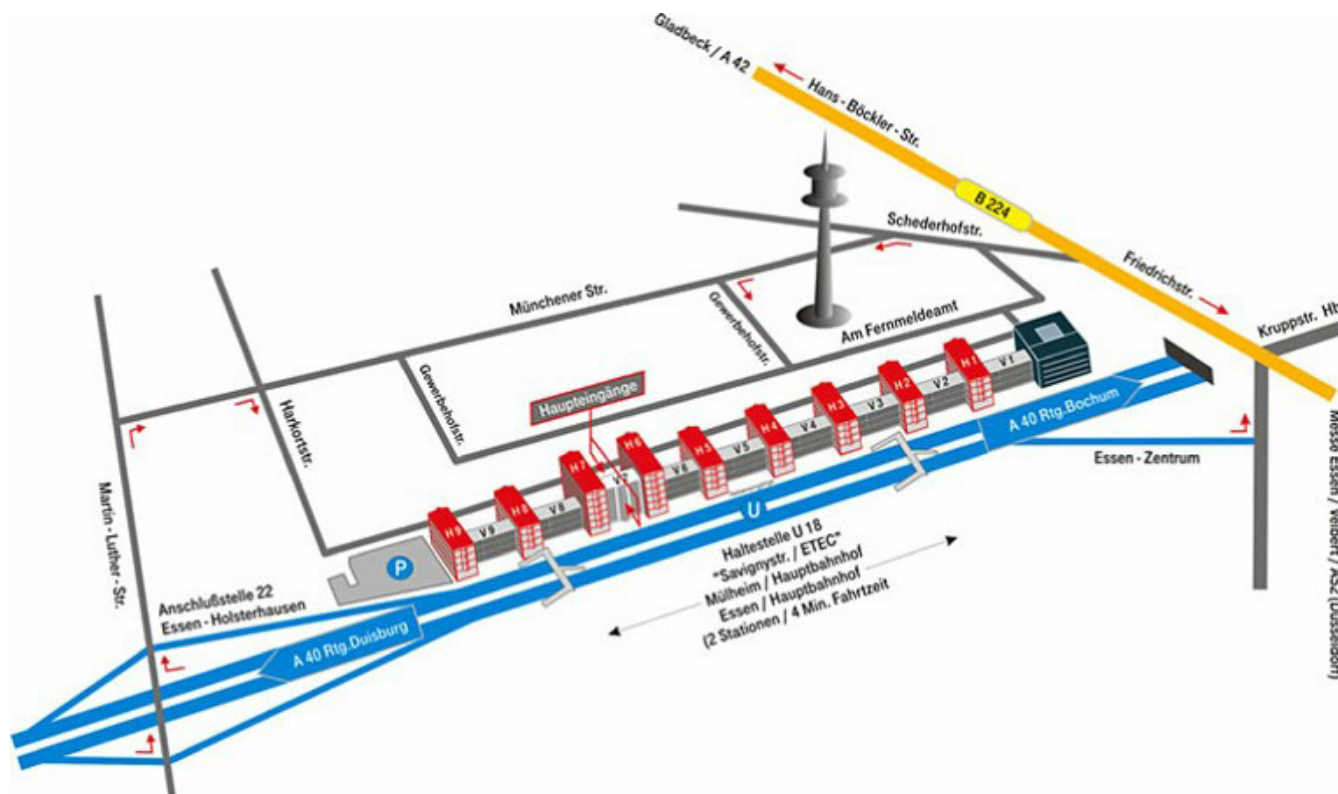 Gladbeck / A 42
Hans - Böckler - Str.
B 224
Schederhofstr.
Friedrichstr.
Kruppstr. Hb
Münchener Str.
Gewerbehofstr.
Am Fernmeldeamt
Gewerbehofstr.
Haupteingänge
Harkortstr.
Martin - Luther - Str.
H 1
V 1
H 2
V 2
H 3
V 3
H 4
V 4
H 5
V 5
H 6
V 6
H 7
V 7
H 8
V 8
H 9
V 9
P
U
A 40 Rtg.Bochum
Essen - Zentrum
Messe Essen / Velbert / A52 (Düsseldorf)
Haltestelle U 18
"Savignystr. / ETEC"
Mülheim / Hauptbahnhof
Essen / Hauptbahnhof
(2 Stationen / 4 Min. Fahrtzeit
Anschlußstelle 22
Essen - Holsterhausen
A 40 Rtg.Duisburg